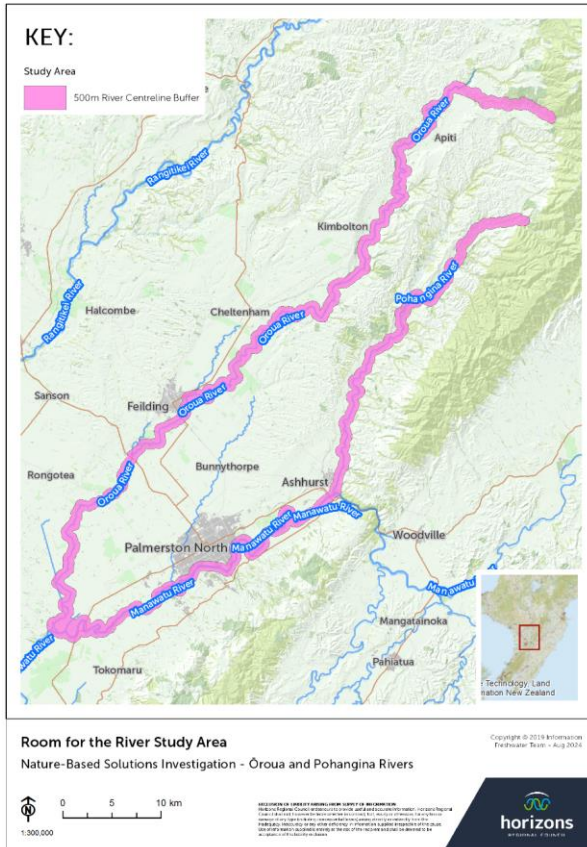 KEY:
Study Area
500m River Centreline Buffer
Oroua River
Apiti
Rangitikei River
Kimbolton
Pohangina River
Rangitikei River
Halcombe
Cheltenham
Oroua River
Sanson
Feilding
Oroua River
Rongotea
Oroua River
Bunnythorpe
Ashhurst
Manawatu River
Manawatu River
Woodville
Palmerston North
Manawatu River
Manawatu
Mangatainoka
watu River
Tokomaru
Pahiatua
e Technology, Land
mation New Zealand
Room for the River Study Area
Nature-Based Solutions Investigation - Ōroua and Pohangina Rivers
Copyright © 2019 Information
Freshwater Team - Aug 2024
N
0 5 10 km
1:300,000
horizons
REGIONAL COUNCIL